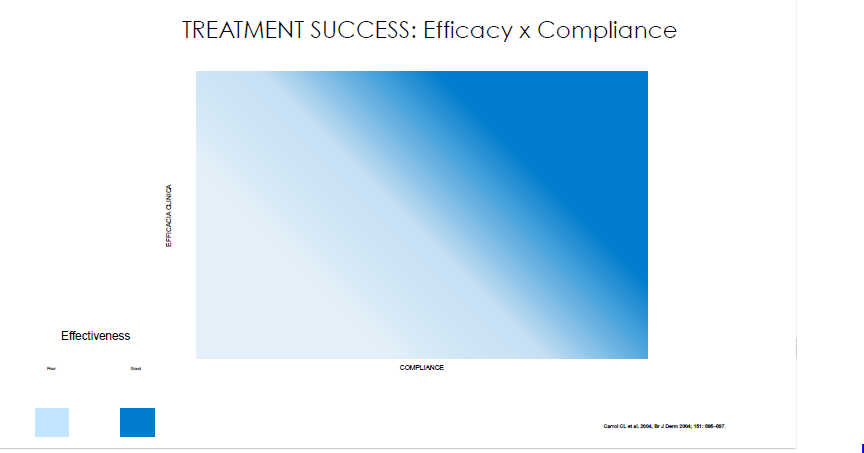 TREATMENT SUCCESS: Efficacy x Compliance
EFFICACIA CLINICA
COMPLIANCE
Effectiveness
Poor
Good
Carrol CL et al. 2004, Br J Derm 2004; 151: 895-897.